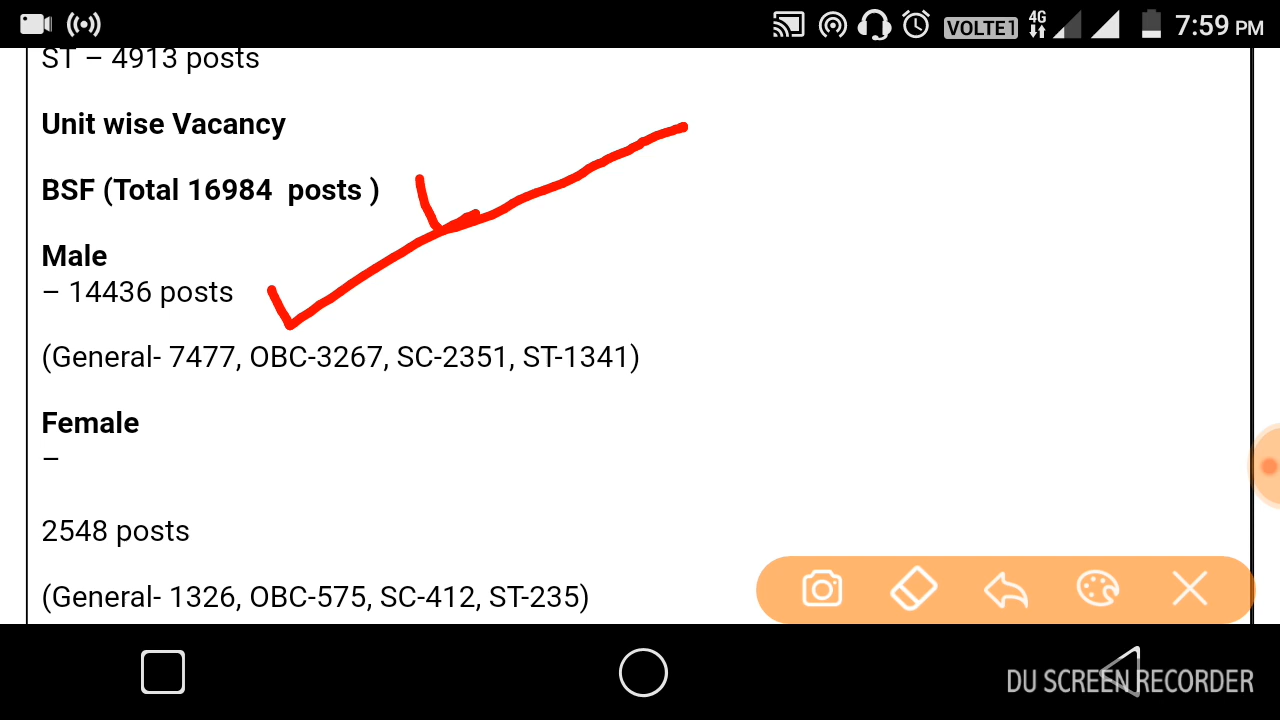 VOLTE1 4G 7:59 PM
ST – 4913 posts
Unit wise Vacancy
BSF (Total 16984 posts )
Male
– 14436 posts
(General- 7477, OBC-3267, SC-2351, ST-1341)
Female
–
2548 posts
(General- 1326, OBC-575, SC-412, ST-235)
DU SCREEN RECORDER